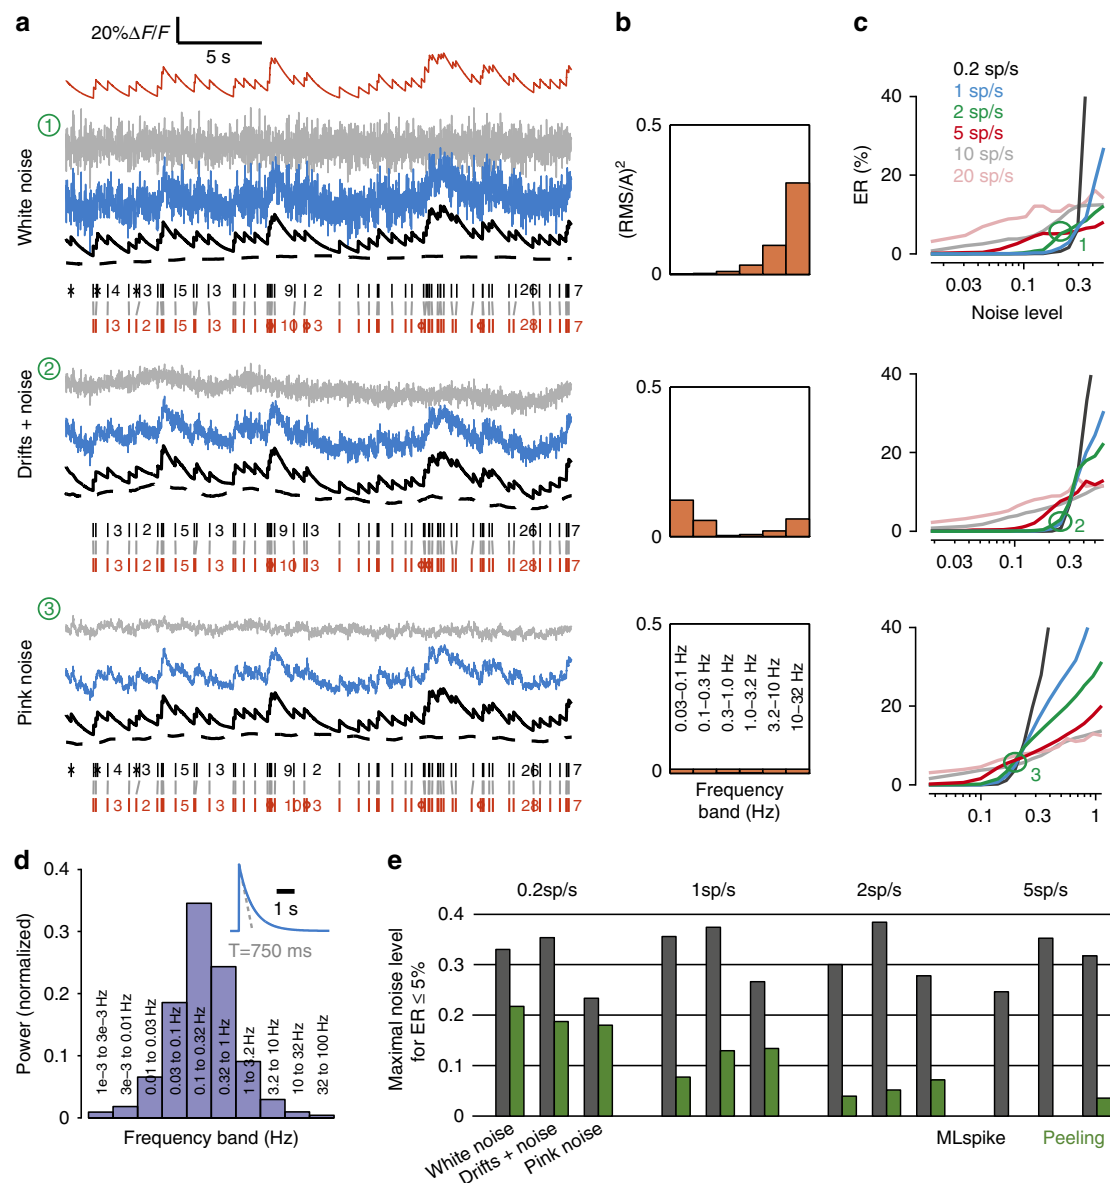 a
20%ΔF/F
5 s
1
White noise
4 3 5 3 9 2 26 7
3 2 5 3 10 3 28 7
2
Drifts + noise
3 2 5 3 9 3 26 7
3 2 5 3 10 3 28 7
3
Pink noise
4 3 5 3 9 2 26 7
3 2 5 3 10 3 28 7
b
(RMS/A)²
0.5
0
0.5
0
0.5
0
0.03–0.1 Hz
0.1–0.3 Hz
0.3–1.0 Hz
1.0–3.2 Hz
3.2–10 Hz
10–32 Hz
Frequency
band (Hz)
c
0.2 sp/s
1 sp/s
2 sp/s
5 sp/s
10 sp/s
20 sp/s
ER (%)
40
20
0
1
0.03 0.1 0.3
Noise level
40
20
0
2
0.03 0.1 0.3
40
20
0
3
0.1 0.3 1
d
Power (normalized)
0.4
0.3
0.2
0.1
0
1 s
T=750 ms
1e−3 to 3e−3 Hz
3e−3 to 0.01 Hz
0.01 to 0.03 Hz
0.03 to 0.1 Hz
0.1 to 0.32 Hz
0.32 to 1 Hz
1 to 3.2 Hz
3.2 to 10 Hz
10 to 32 Hz
32 to 100 Hz
Frequency band (Hz)
e
0.2sp/s 1sp/s 2sp/s 5sp/s
Maximal noise level
for ER ≤ 5%
0.4
0.3
0.2
0.1
0
White noise
Drifts + noise
Pink noise
MLspike Peeling